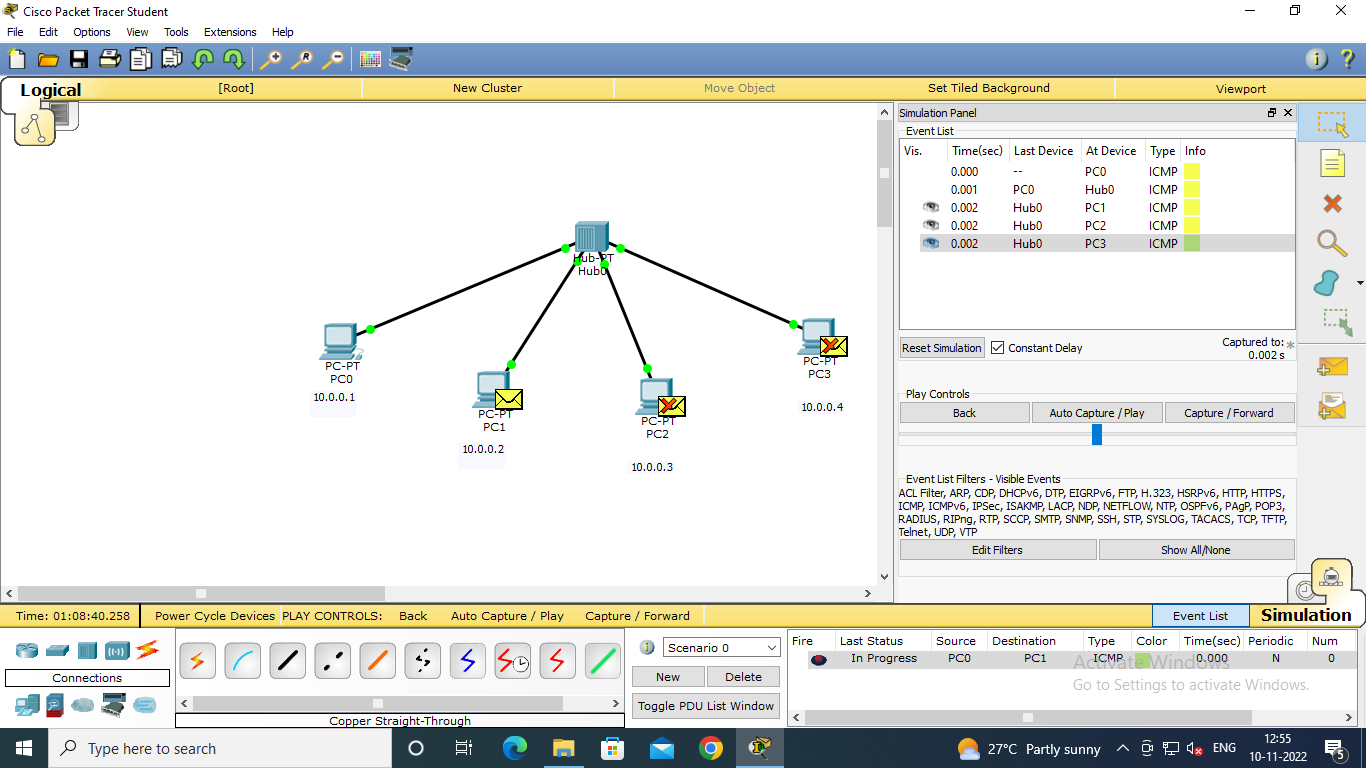 Cisco Packet Tracer Student
File Edit Options View Tools Extensions Help
Logical [Root] New Cluster Move Object Set Tiled Background Viewport
Hub-PT
Hub0
PC-PT
PC0
10.0.0.1
PC-PT
PC1
10.0.0.2
PC-PT
PC2
10.0.0.3
PC-PT
PC3
10.0.0.4
Simulation Panel
Event List
Vis. Time(sec) Last Device At Device Type Info
0.000 -- PC0 ICMP
0.001 PC0 Hub0 ICMP
0.002 Hub0 PC1 ICMP
0.002 Hub0 PC2 ICMP
0.002 Hub0 PC3 ICMP
Reset Simulation Constant Delay Captured to: *
0.002 s
Play Controls
Back Auto Capture / Play Capture / Forward
Event List Filters - Visible Events
ACL Filter, ARP, CDP, DHCPv6, DTP, EIGRPv6, FTP, H.323, HSRPv6, HTTP, HTTPS,
ICMP, ICMPv6, IPSec, ISAKMP, LACP, NDP, NETFLOW, NTP, OSPFv6, PAgP, POP3,
RADIUS, RIPng, RTP, SCCP, SMTP, SNMP, SSH, STP, SYSLOG, TACACS, TCP, TFTP,
Telnet, UDP, VTP
Edit Filters Show All/None
Time: 01:08:40.258 Power Cycle Devices PLAY CONTROLS: Back Auto Capture / Play Capture / Forward Event List Simulation
Connections
Copper Straight-Through
Scenario 0
New Delete
Toggle PDU List Window
Fire Last Status Source Destination Type Color Time(sec) Periodic Num
In Progress PC0 PC1 ICMP 0.000 N 0
Activate Windows
Go to Settings to activate Windows.
Type here to search
27°C Partly sunny ENG 12:55
10-11-2022 5